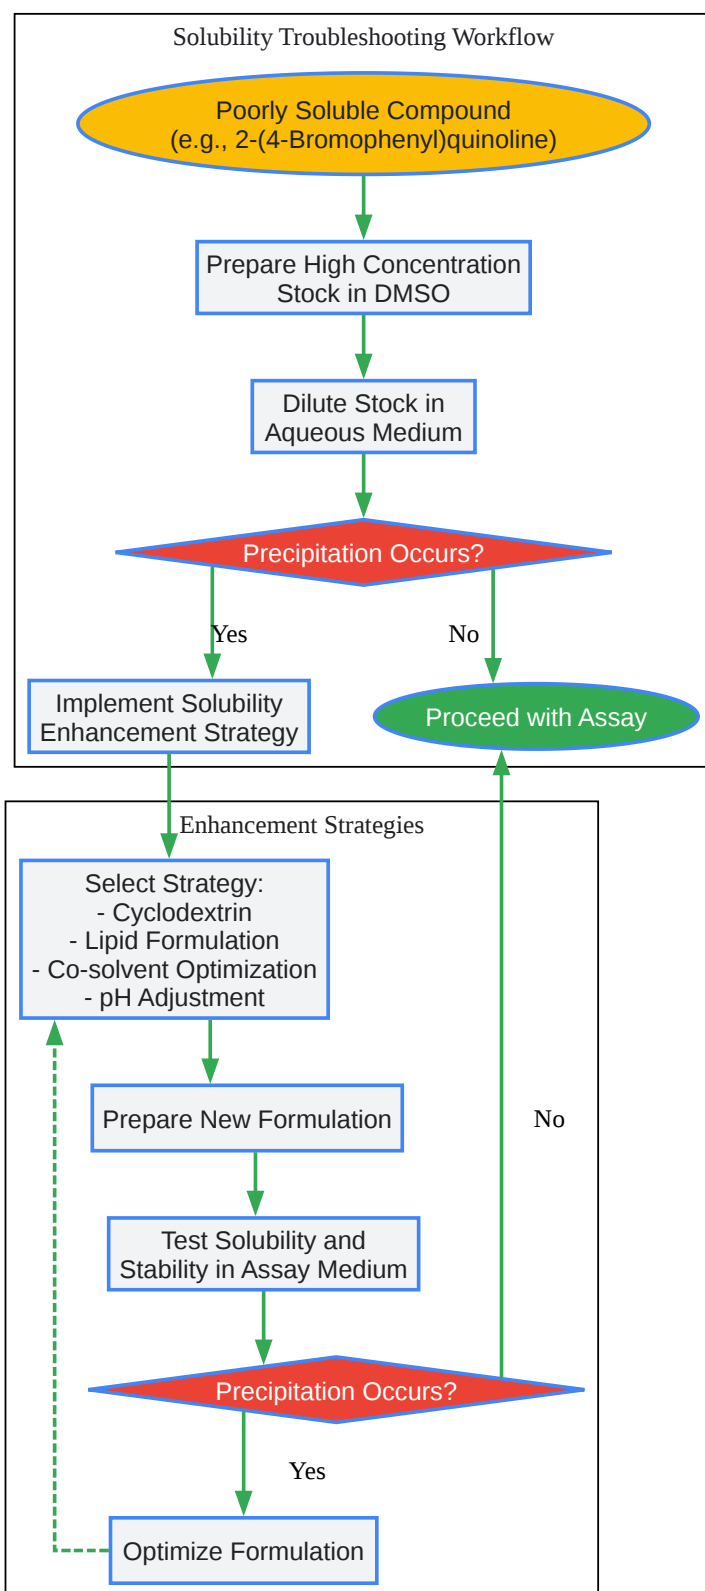 Solubility Troubleshooting Workflow
Poorly Soluble Compound
(e.g., 2-(4-Bromophenyl)quinoline)
Prepare High Concentration
Stock in DMSO
Dilute Stock in
Aqueous Medium
Precipitation Occurs?
Yes
No
Implement Solubility
Enhancement Strategy
Proceed with Assay
Enhancement Strategies
Select Strategy:
- Cyclodextrin
- Lipid Formulation
- Co-solvent Optimization
- pH Adjustment
Prepare New Formulation
No
Test Solubility and
Stability in Assay Medium
Precipitation Occurs?
Yes
Optimize Formulation